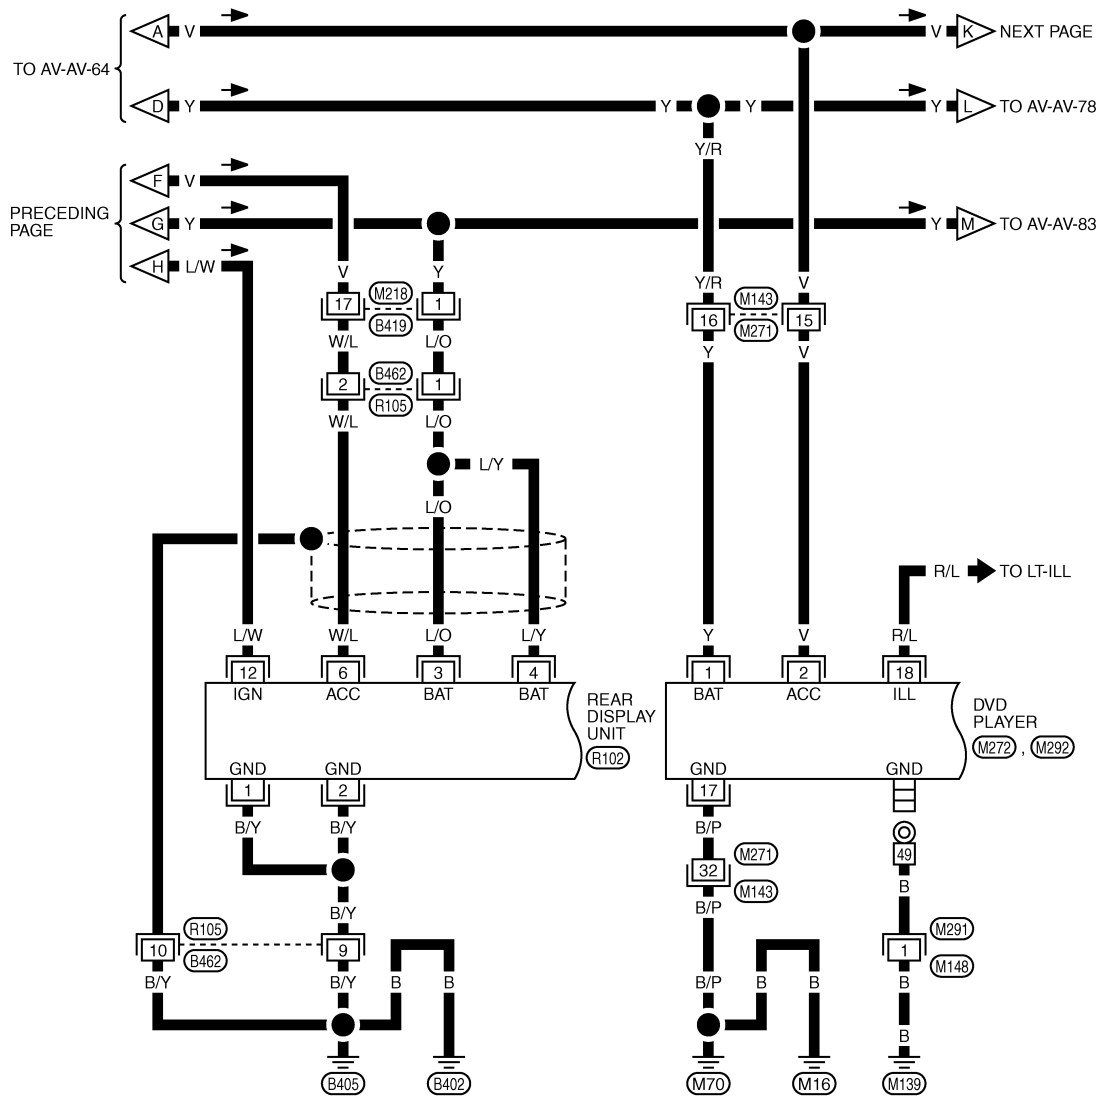 A V V K NEXT PAGE
TO AV-AV-64
D Y Y Y Y L TO AV-AV-78
Y/R
F V
PRECEDING
PAGE
G Y Y M TO AV-AV-83
H L/W
V Y Y/R V
17 M218 1
B419
16 M143 15
M271
W/L L/O Y V
2 B462 1
R105
W/L L/O
L/Y
L/O
R/L TO LT-ILL
L/W W/L L/O L/Y Y V R/L
12 6 3 4 1 2 18
IGN ACC BAT BAT BAT ACC ILL
REAR
DISPLAY
UNIT
R102
DVD
PLAYER
M272 , M292
GND GND GND GND
1 2 17
B/Y B/Y B/P
49
32 M271
M143
B
B/Y B/P
10 R105 9
B462
1 M291
M148
B/Y B/Y B B B/P B B B
B
B405 B402 M70 M16 M139